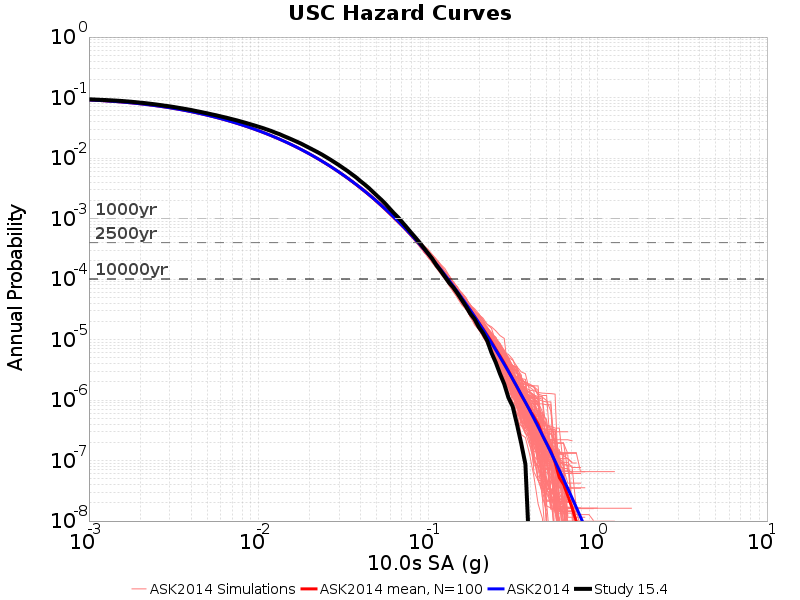 USC Hazard Curves
10^0
10^-1
10^-2
10^-3
10^-4
10^-5
10^-6
10^-7
10^-8
Annual Probability
1000yr
2500yr
10000yr
10^-3 10^-2 10^-1 10^0 10^1
10.0s SA (g)
ASK2014 Simulations ASK2014 mean, N=100 ASK2014 Study 15.4